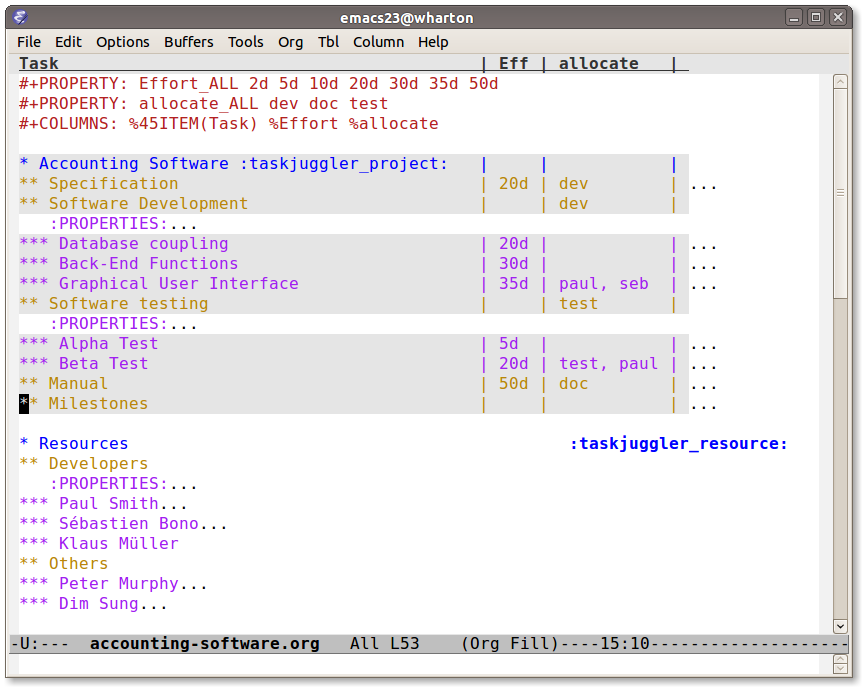 emacs23@wharton
File Edit Options Buffers Tools Org Tbl Column Help
Task | Eff | allocate |
#+PROPERTY: Effort_ALL 2d 5d 10d 20d 30d 35d 50d
#+PROPERTY: allocate_ALL dev doc test
#+COLUMNS: %45ITEM(Task) %Effort %allocate
* Accounting Software :taskjuggler_project: | | |
** Specification | 20d | dev | ...
** Software Development | | dev |
:PROPERTIES:...
*** Database coupling | 20d | | ...
*** Back-End Functions | 30d | | ...
*** Graphical User Interface | 35d | paul, seb | ...
** Software testing | | test |
:PROPERTIES:...
*** Alpha Test | 5d | | ...
*** Beta Test | 20d | test, paul | ...
** Manual | 50d | doc | ...
** Milestones | | | ...
* Resources :taskjuggler_resource:
** Developers
:PROPERTIES:...
*** Paul Smith...
*** Sébastien Bono...
*** Klaus Müller
** Others
*** Peter Murphy...
*** Dim Sung...
-U:--- accounting-software.org All L53 (Org Fill)----15:10--------------------